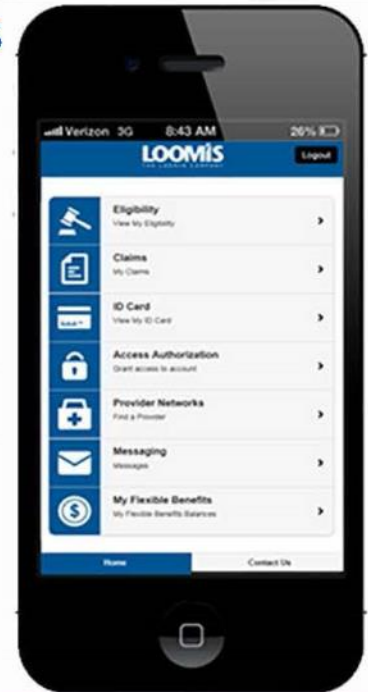 Verizon 3G 8:43 AM 26%
LOOMIS
THE LOOMIS COMPANY
Logout
Eligibility
View My Eligibility
Claims
My Claims
ID Card
View My ID Card
Access Authorization
Grant access to account
Provider Networks
Find a Provider
Messaging
Messages
My Flexible Benefits
My Flexible Benefits Balances
Home Contact Us